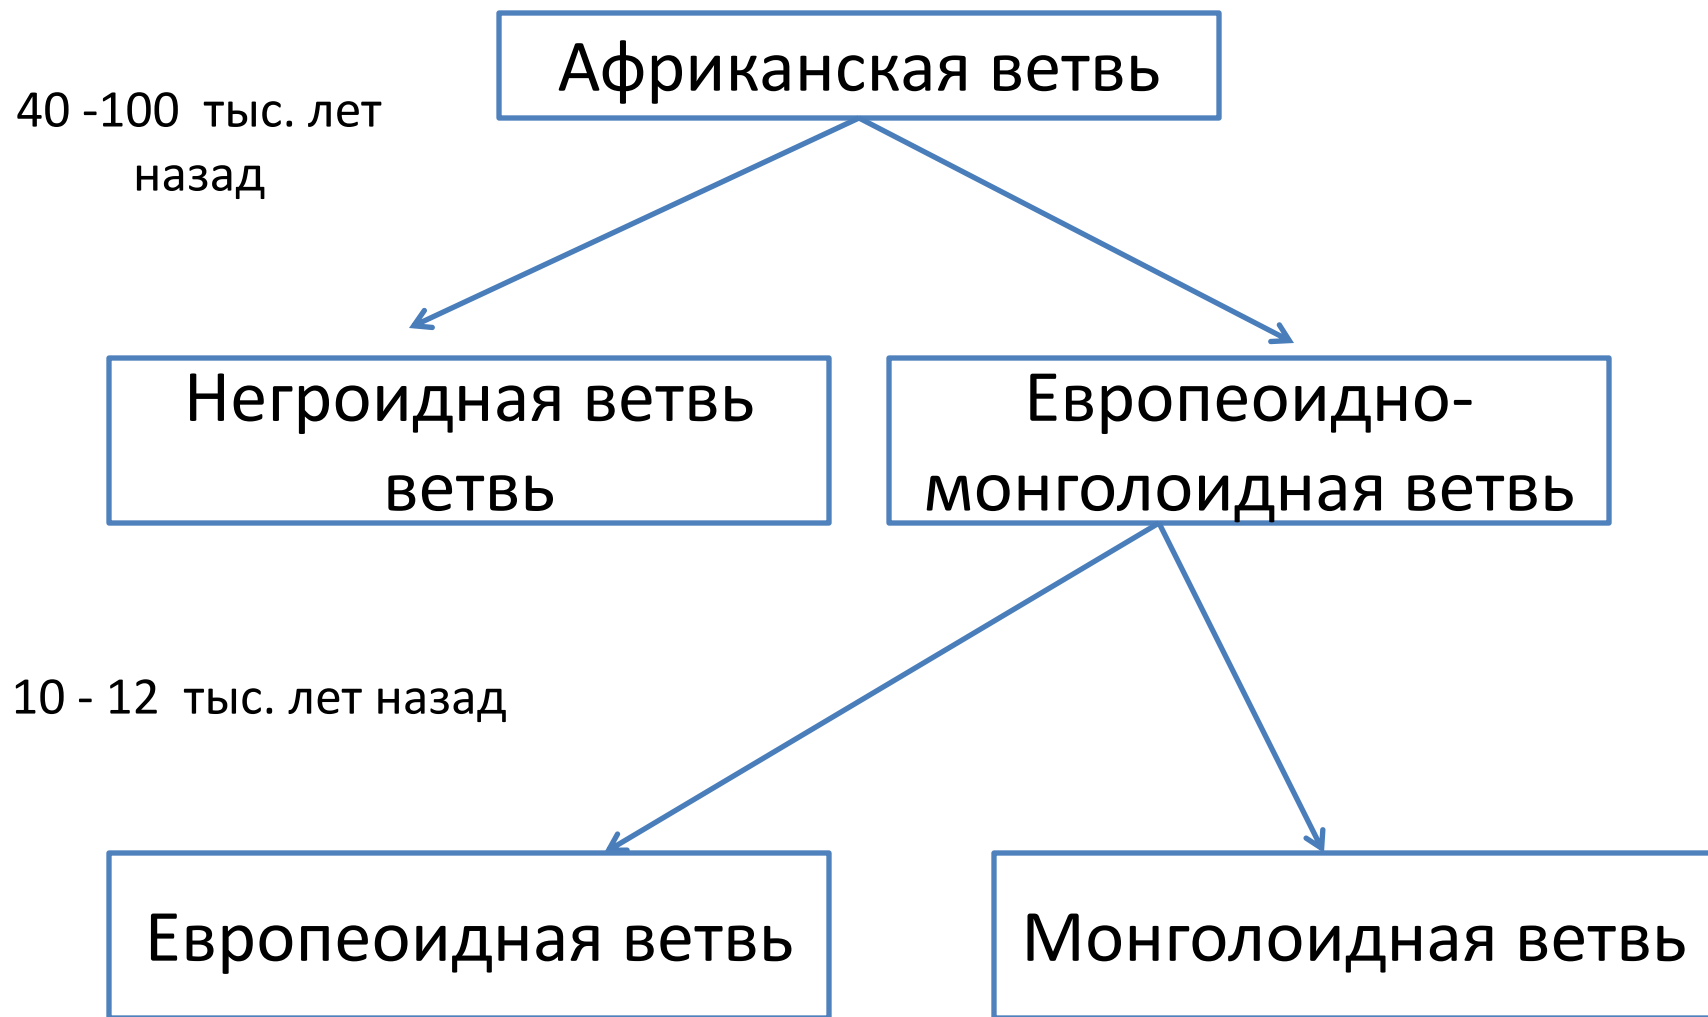 Африканская ветвь
40 -100 тыс. лет
назад
Негроидная ветвь
ветвь
Европеоидно-
монголоидная ветвь
10 - 12 тыс. лет назад
Европеоидная ветвь
Монголоидная ветвь